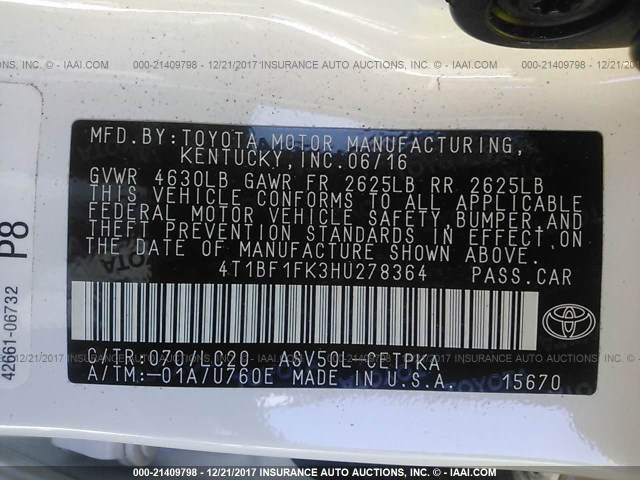 000-21409798 - 12/21/2017 INSURANCE AUTO AUCTIONS, INC. - IAAI.COM
MFD.BY:TOYOTA MOTOR MANUFACTURING,
KENTUCKY,INC.06/16
GVWR 4630LB GAWR FR 2625LB RR 2625LB
THIS VEHICLE CONFORMS TO ALL APPLICABLE
FEDERAL MOTOR VEHICLE SAFETY,BUMPER,AND
THEFT PREVENTION STANDARDS IN EFFECT ON
THE DATE OF MANUFACTURE SHOWN ABOVE.
4T1BF1FK3HU278364 PASS.CAR
C/TR:
ASV50L-CETPKA
A/TM:-01A/U760E MADE IN U.S.A. 15670
TOYOTA
42661-06732 P8
000-21409798 - 12/21/2017 INSURANCE AUTO AUCTIONS, INC.
- IAAI.COM